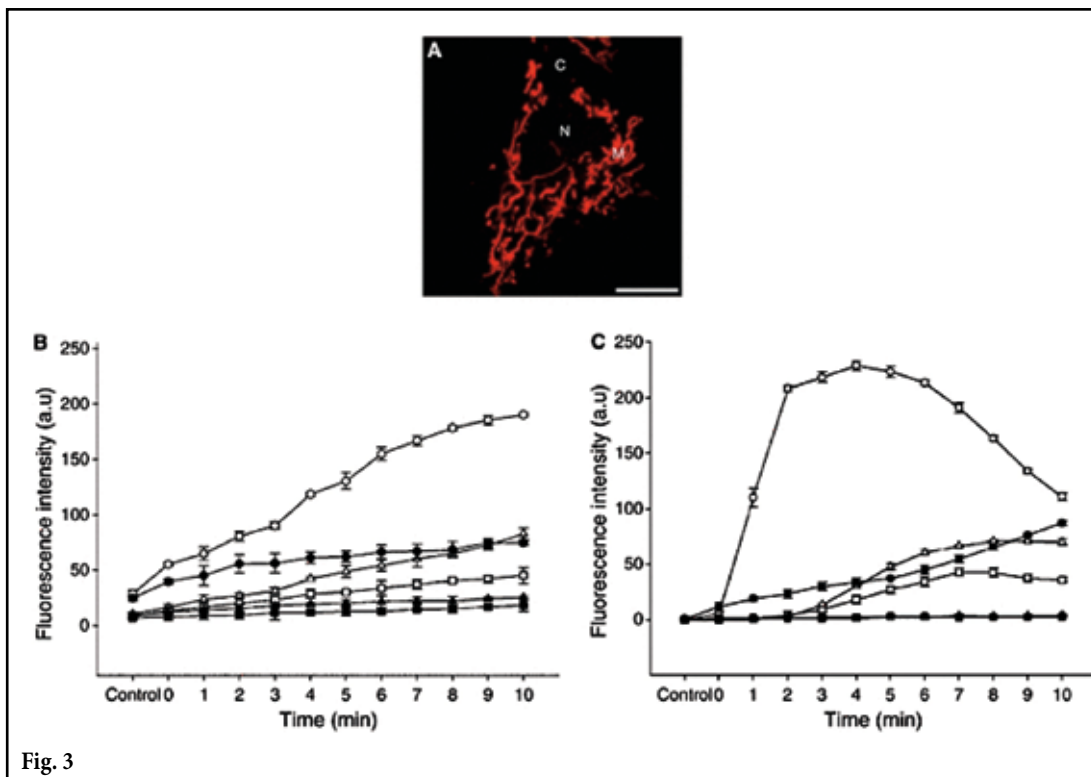 A
C
N
M
B
250
200
150
100
50
0
Fluorescence intensity (a.u)
Control 0 1 2 3 4 5 6 7 8 9 10
Time (min)
C
250
200
150
100
50
0
Fluorescence intensity (a.u)
Control 0 1 2 3 4 5 6 7 8 9 10
Time (min)
Fig. 3